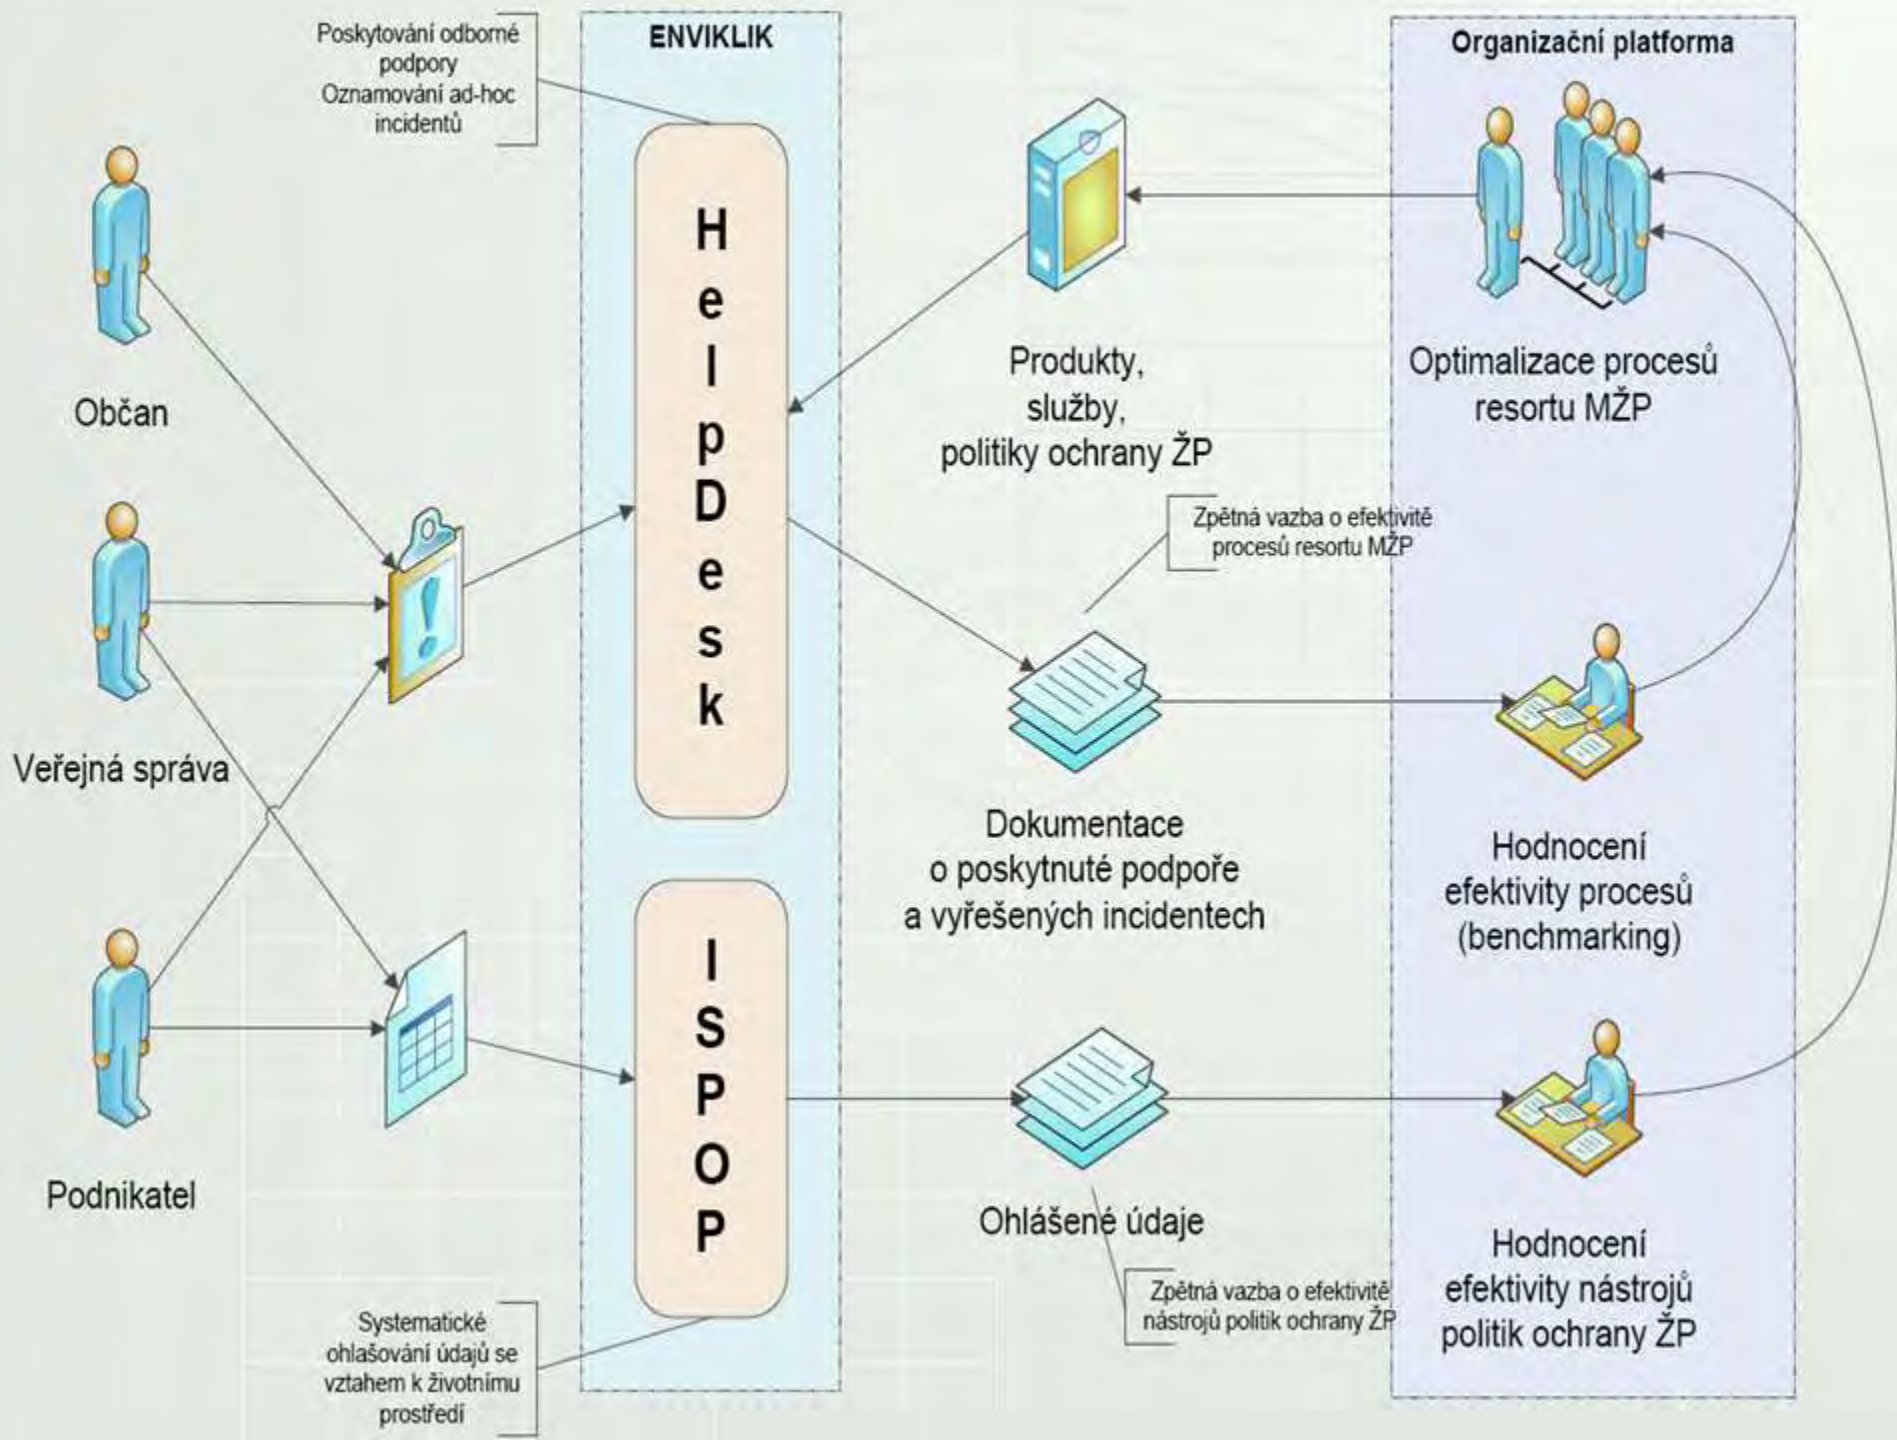 Poskytování odborné
podpory
Oznamování ad-hoc
incidentů
ENVIKLIK
Organizační platforma
HelpDesk
Občan
Veřejná správa
Podnikatel
Produkty,
služby,
politiky ochrany ŽP
Optimalizace procesů
resortu MŽP
Zpětná vazba o efektivitě
procesů resortu MŽP
Dokumentace
o poskytnuté podpoře
a vyřešených incidentech
Hodnocení
efektivity procesů
(benchmarking)
ISPOP
Ohlášené údaje
Zpětná vazba o efektivitě
nástrojů politik ochrany ŽP
Hodnocení
efektivity nástrojů
politik ochrany ŽP
Systematické
ohlašování údajů se
vztahem k životnímu
prostředí